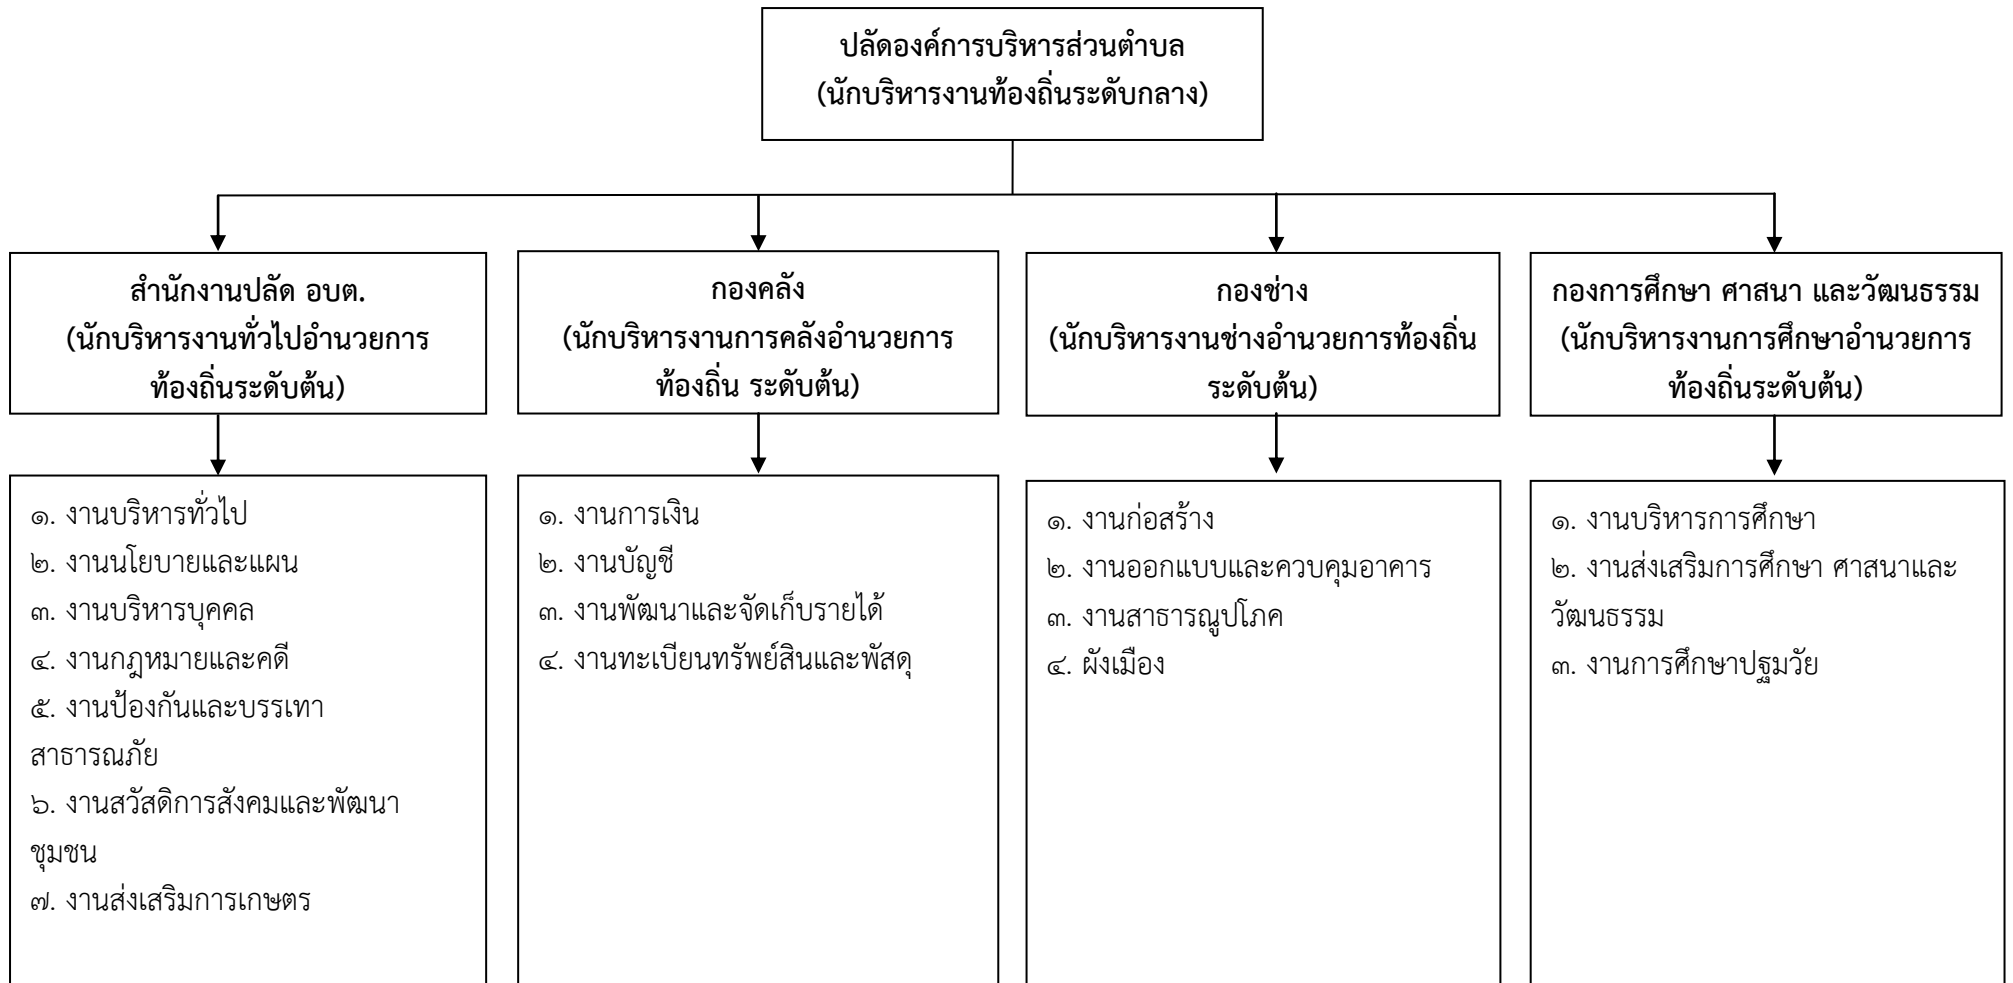 ปลัดองค์การบริหารส่วนตำบล
(นักบริหารงานท้องถิ่นระดับกลาง)
สำนักงานปลัด อบต.
(นักบริหารงานทั่วไปอำนวยการ
ท้องถิ่นระดับต้น)
กองคลัง
(นักบริหารงานการคลังอำนวยการ
ท้องถิ่น ระดับต้น)
กองช่าง
(นักบริหารงานช่างอำนวยการท้องถิ่น
ระดับต้น)
กองการศึกษา ศาสนา และวัฒนธรรม
(นักบริหารงานการศึกษาอำนวยการ
ท้องถิ่นระดับต้น)
๑. งานบริหารทั่วไป
๒. งานนโยบายและแผน
๓. งานบริหารบุคคล
๔. งานกฎหมายและคดี
๕. งานป้องกันและบรรเทา
สาธารณภัย
๖. งานสวัสดิการสังคมและพัฒนา
ชุมชน
๗. งานส่งเสริมการเกษตร
๑. งานการเงิน
๒. งานบัญชี
๓. งานพัฒนาและจัดเก็บรายได้
๔. งานทะเบียนทรัพย์สินและพัสดุ
๑. งานก่อสร้าง
๒. งานออกแบบและควบคุมอาคาร
๓. งานสาธารณูปโภค
๔. ผังเมือง
๑. งานบริหารการศึกษา
๒. งานส่งเสริมการศึกษา ศาสนาและ
วัฒนธรรม
๓. งานการศึกษาปฐมวัย